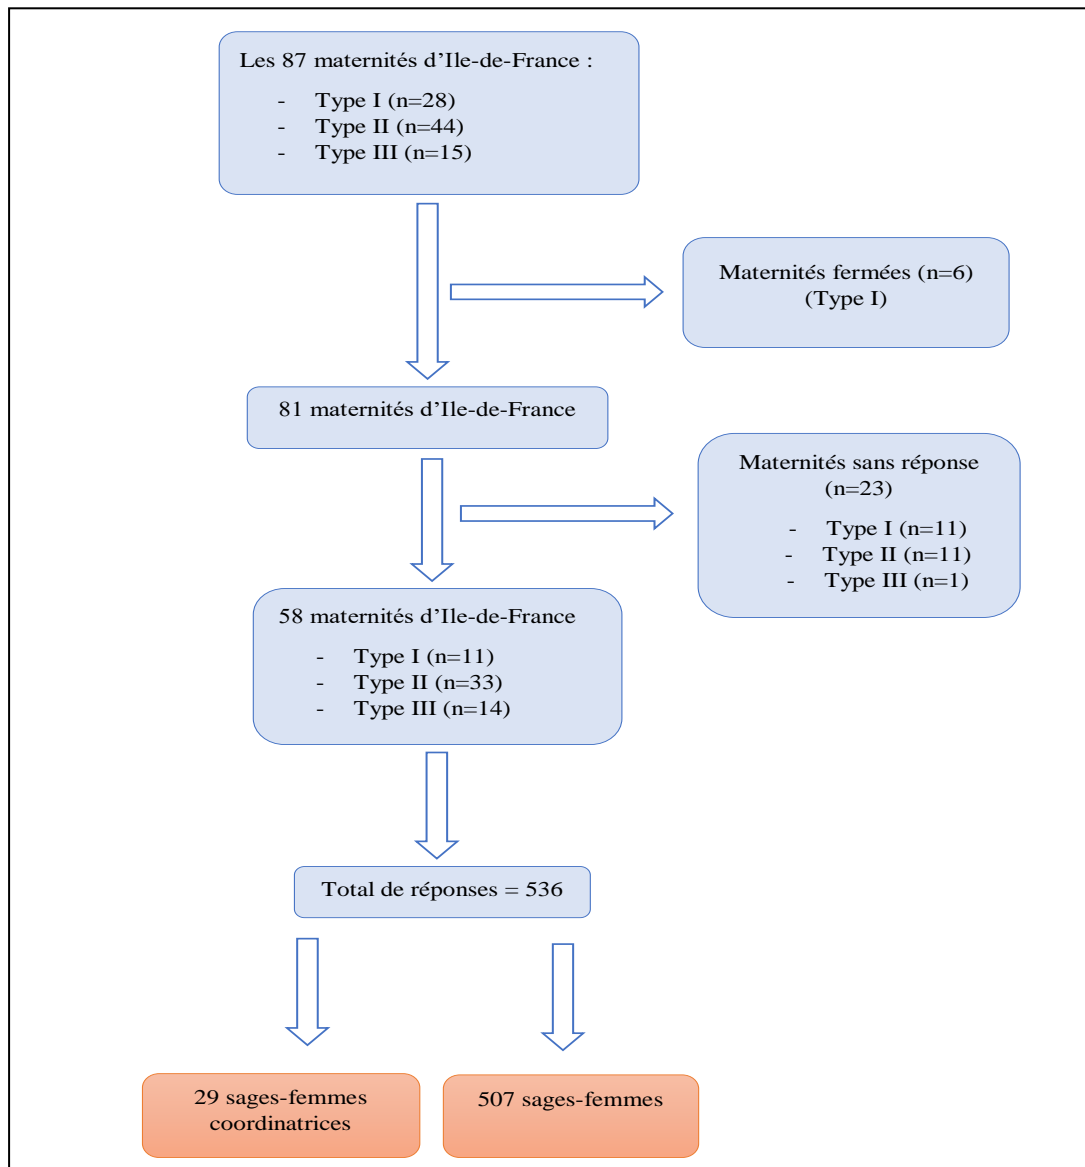 Les 87 maternités d’Ile-de-France :
- Type I (n=28)
- Type II (n=44)
- Type III (n=15)
Maternités fermées (n=6)
(Type I)
81 maternités d’Ile-de-France
Maternités sans réponse
(n=23)
- Type I (n=11)
- Type II (n=11)
- Type III (n=1)
58 maternités d’Ile-de-France
- Type I (n=11)
- Type II (n=33)
- Type III (n=14)
Total de réponses = 536
29 sages-femmes
coordinatrices
507 sages-femmes